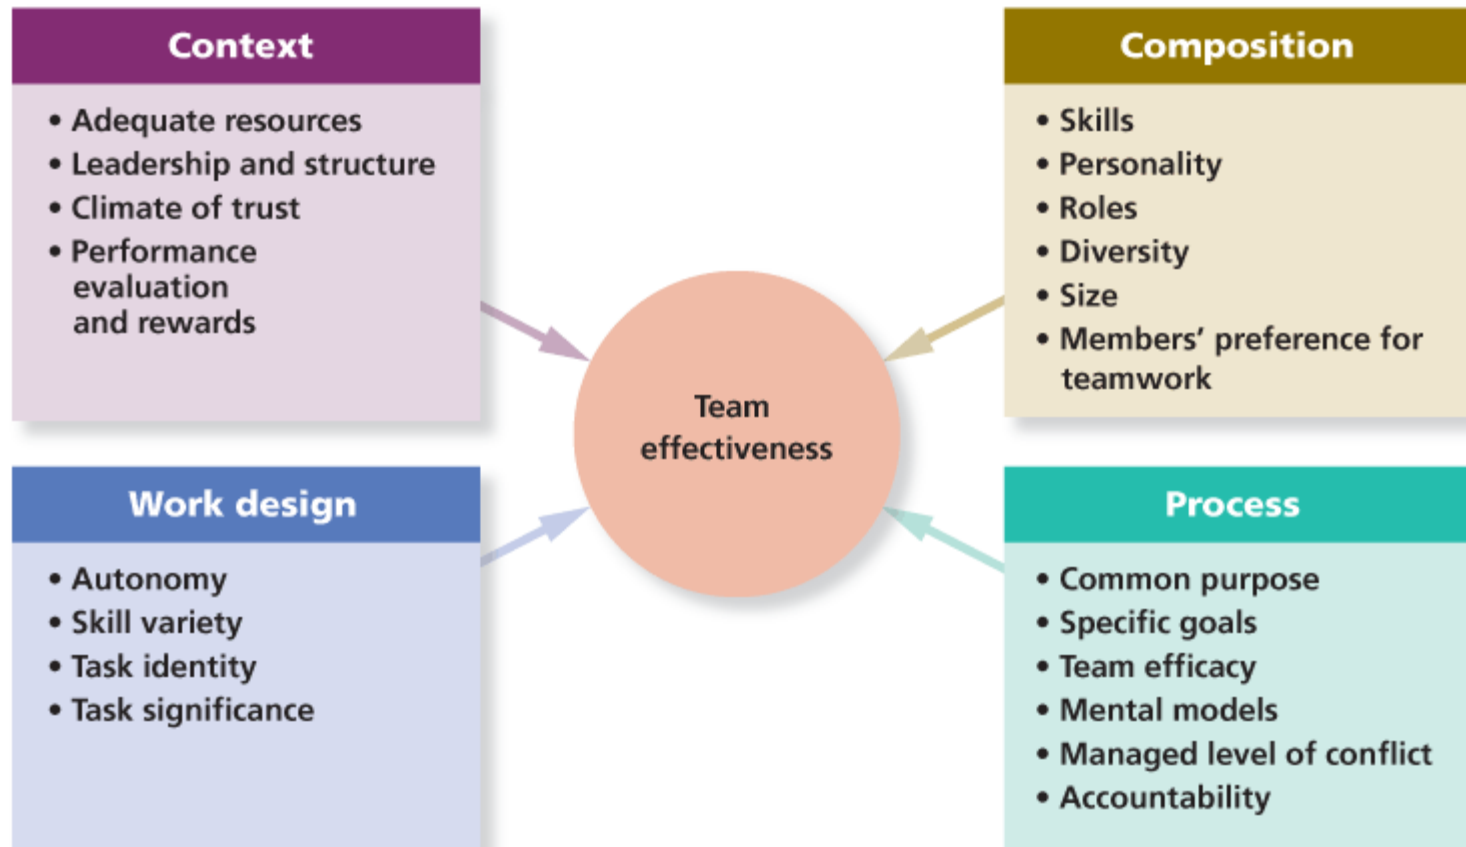 Context
• Adequate resources
• Leadership and structure
• Climate of trust
• Performance
evaluation
and rewards
Composition
• Skills
• Personality
• Roles
• Diversity
• Size
• Members’ preference for
teamwork
Team
effectiveness
Work design
• Autonomy
• Skill variety
• Task identity
• Task significance
Process
• Common purpose
• Specific goals
• Team efficacy
• Mental models
• Managed level of conflict
• Accountability